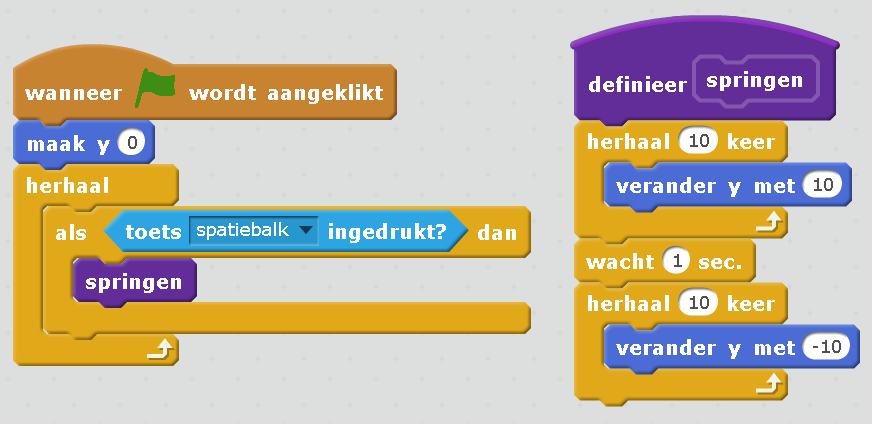 wanneer wordt aangeklikt
maak y 0
herhaal
als toets spatiebalk ingedrukt? dan
springen
definieer springen
herhaal 10 keer
verander y met 10
wacht 1 sec.
herhaal 10 keer
verander y met -10